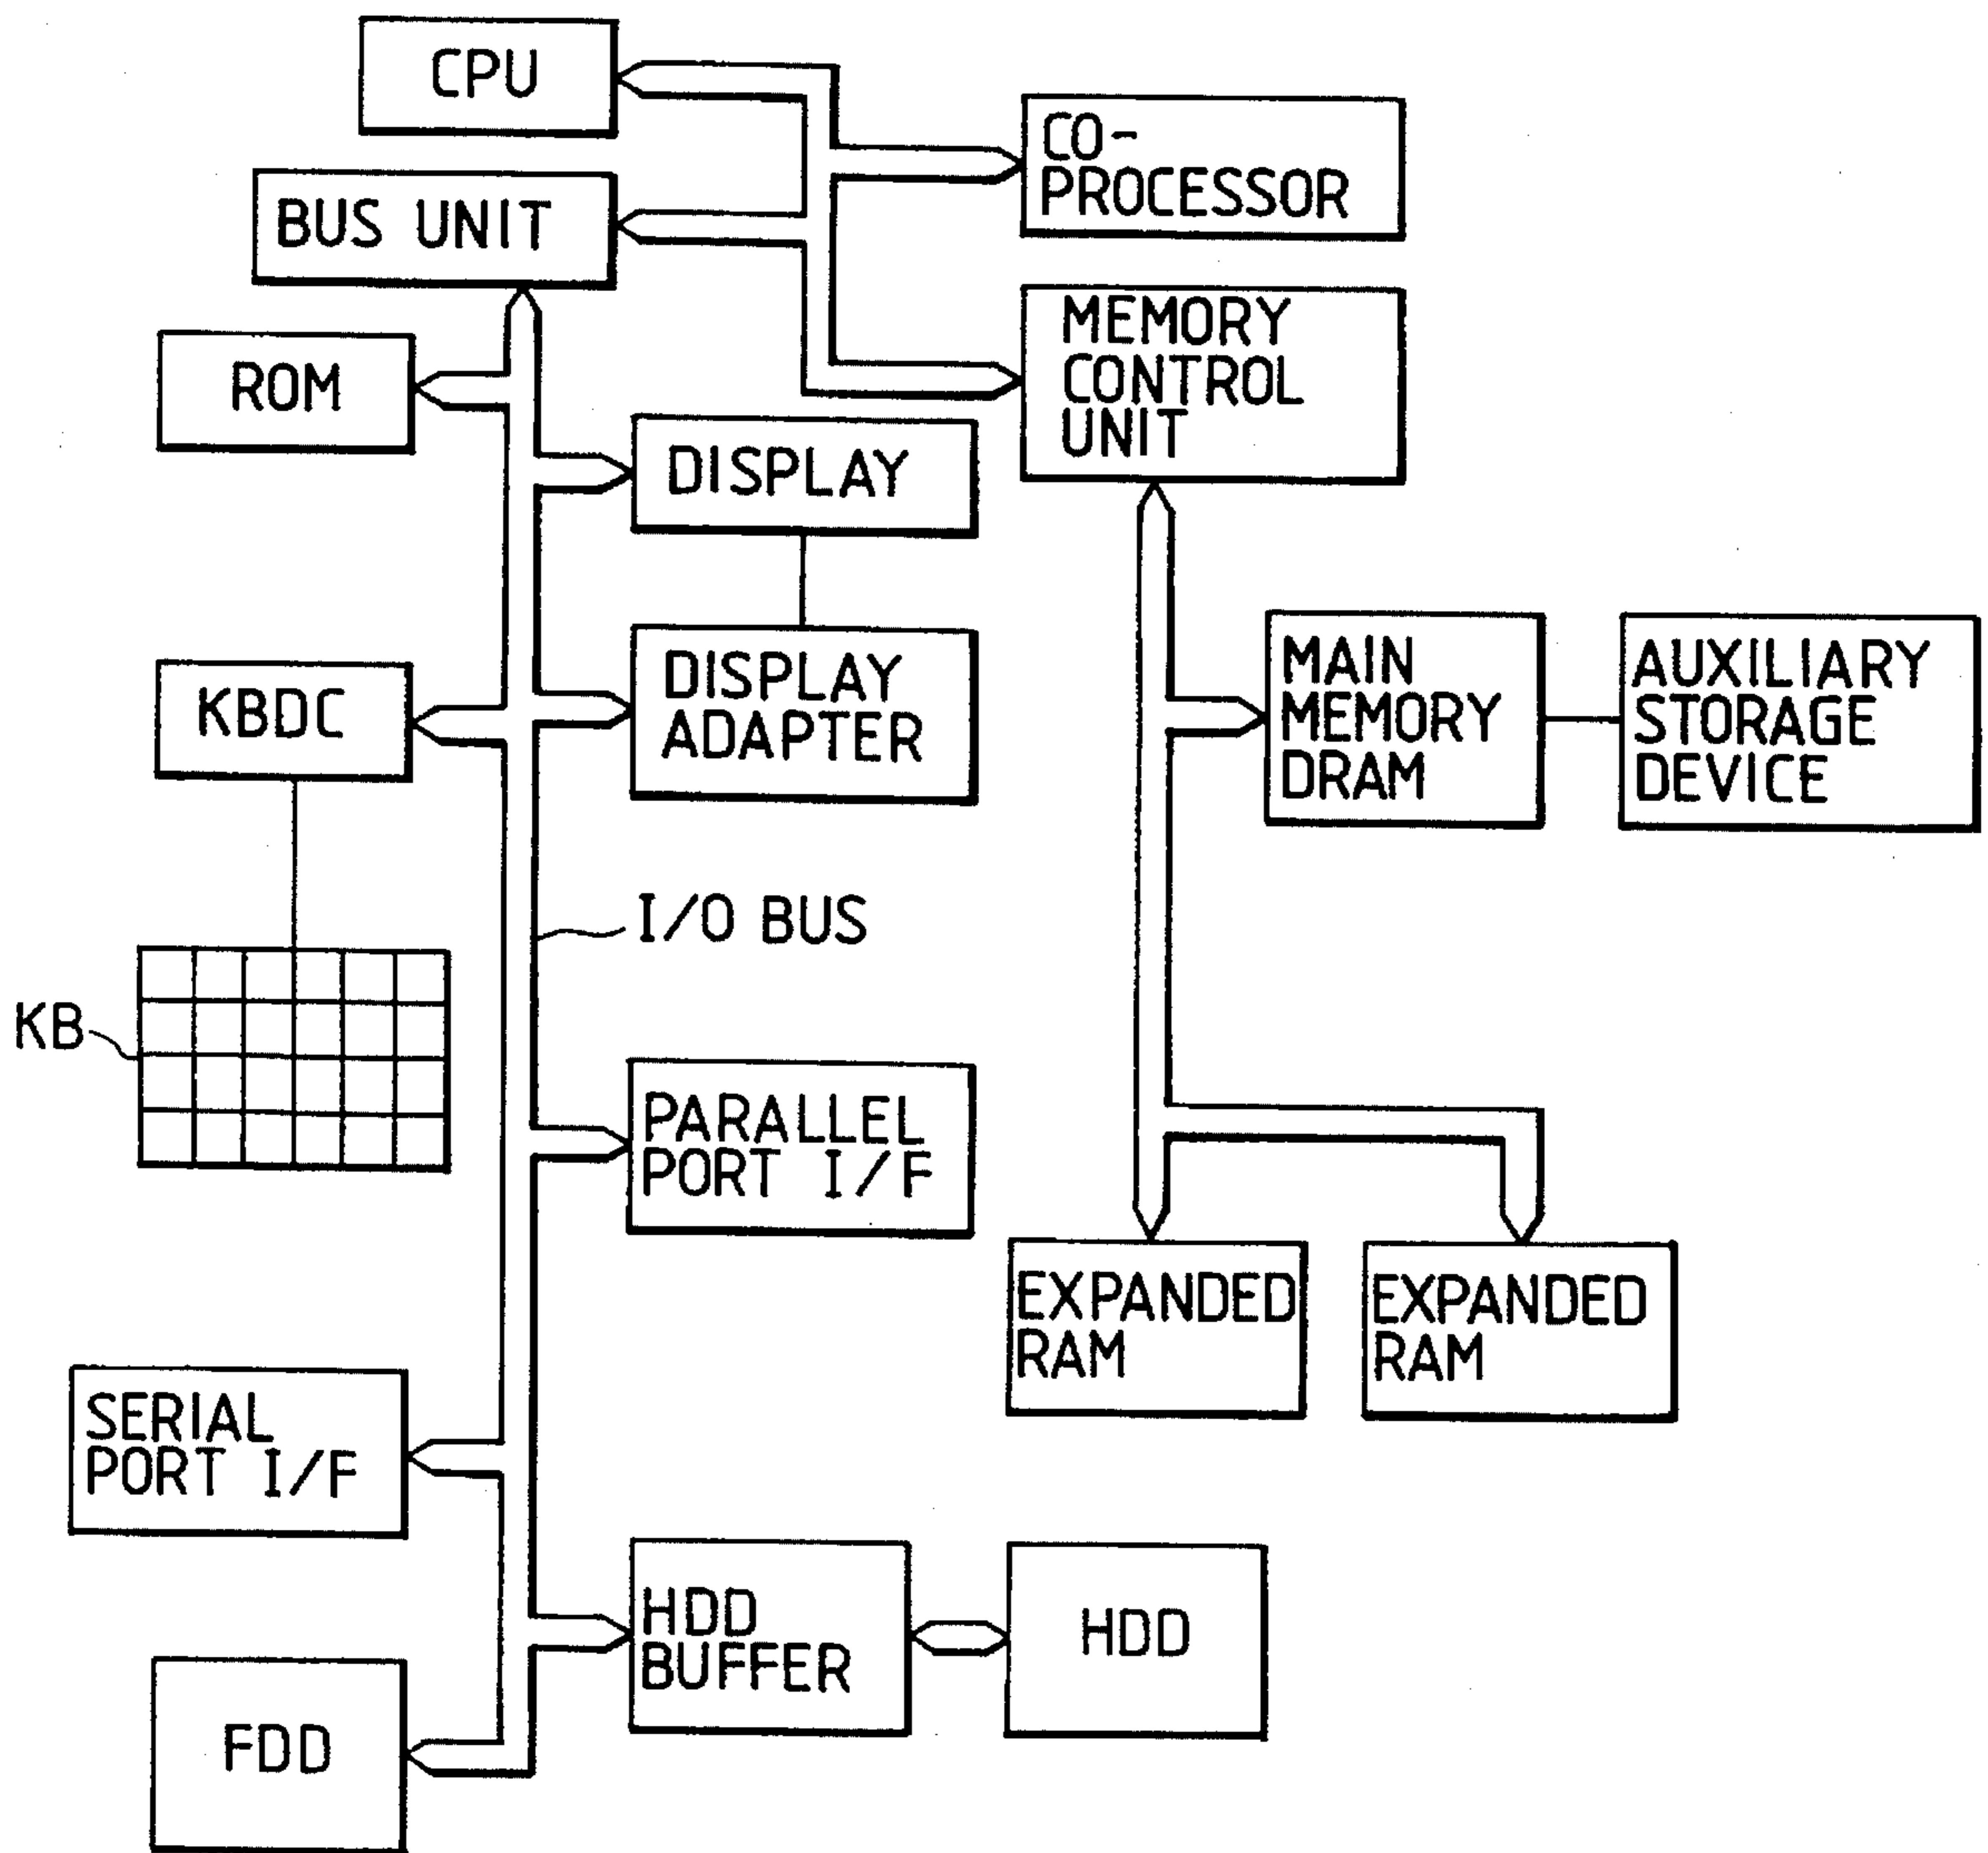 CPU
CO-
PROCESSOR
BUS UNIT
MEMORY
CONTROL
UNIT
ROM
DISPLAY
DISPLAY
ADAPTER
KBDC
MAIN
MEMORY
DRAM
AUXILIARY
STORAGE
DEVICE
I/O BUS
KB
PARALLEL
PORT I/F
EXPANDED
RAM
EXPANDED
RAM
SERIAL
PORT I/F
HDD
BUFFER
HDD
FDD